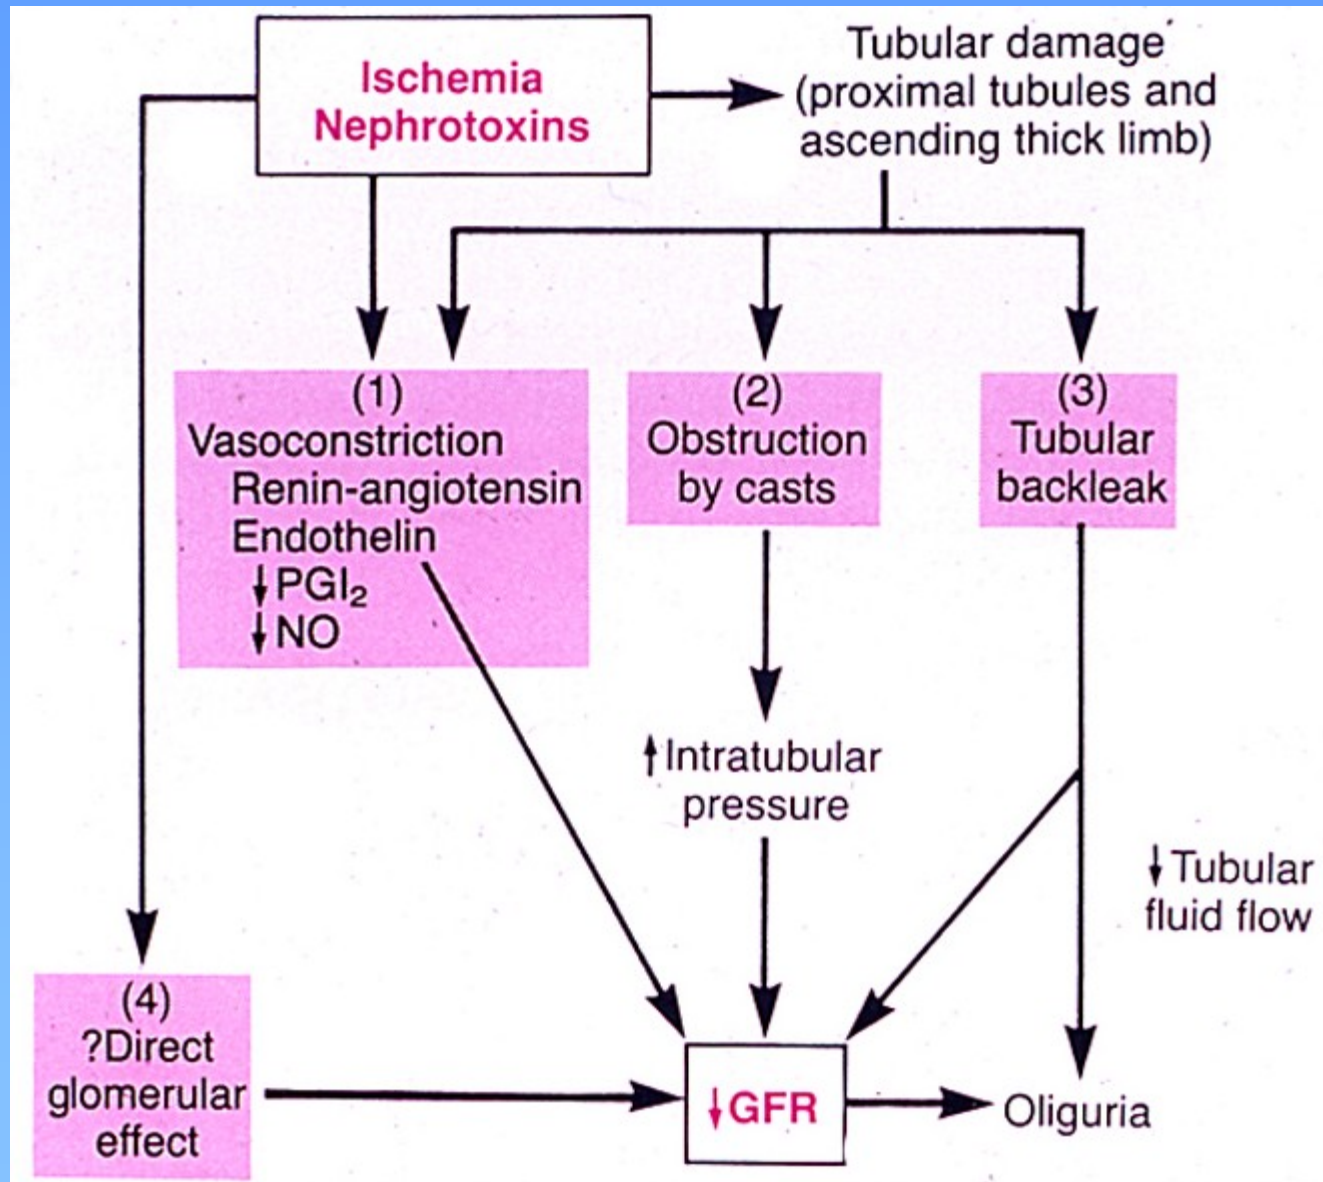 Ischemia
Nephrotoxins
Tubular damage
(proximal tubules and
ascending thick limb)
(1)
Vasoconstriction
Renin-angiotensin
Endothelin
↓PGI₂
↓NO
(2)
Obstruction
by casts
(3)
Tubular
backleak
↑Intratubular
pressure
↓Tubular
fluid flow
(4)
?Direct
glomerular
effect
↓GFR
Oliguria